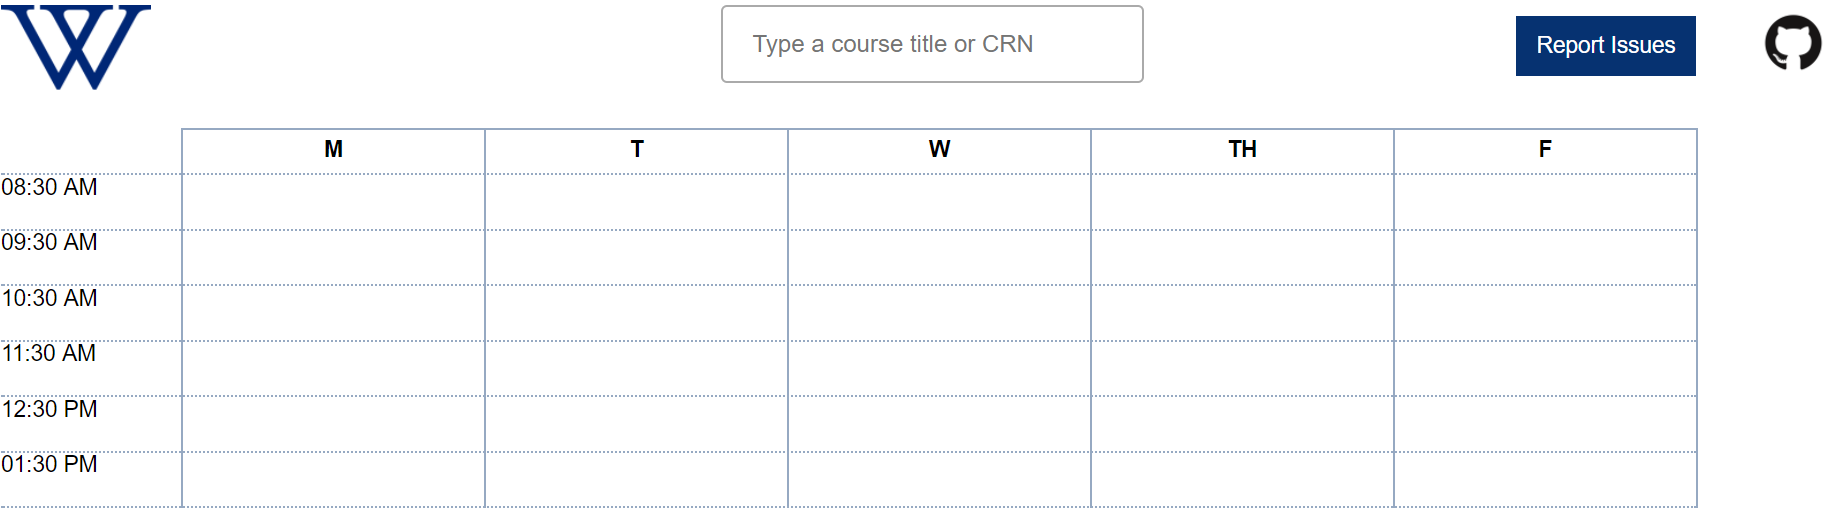 W
Type a course title or CRN
Report Issues
M T W TH F
08:30 AM
09:30 AM
10:30 AM
11:30 AM
12:30 PM
01:30 PM